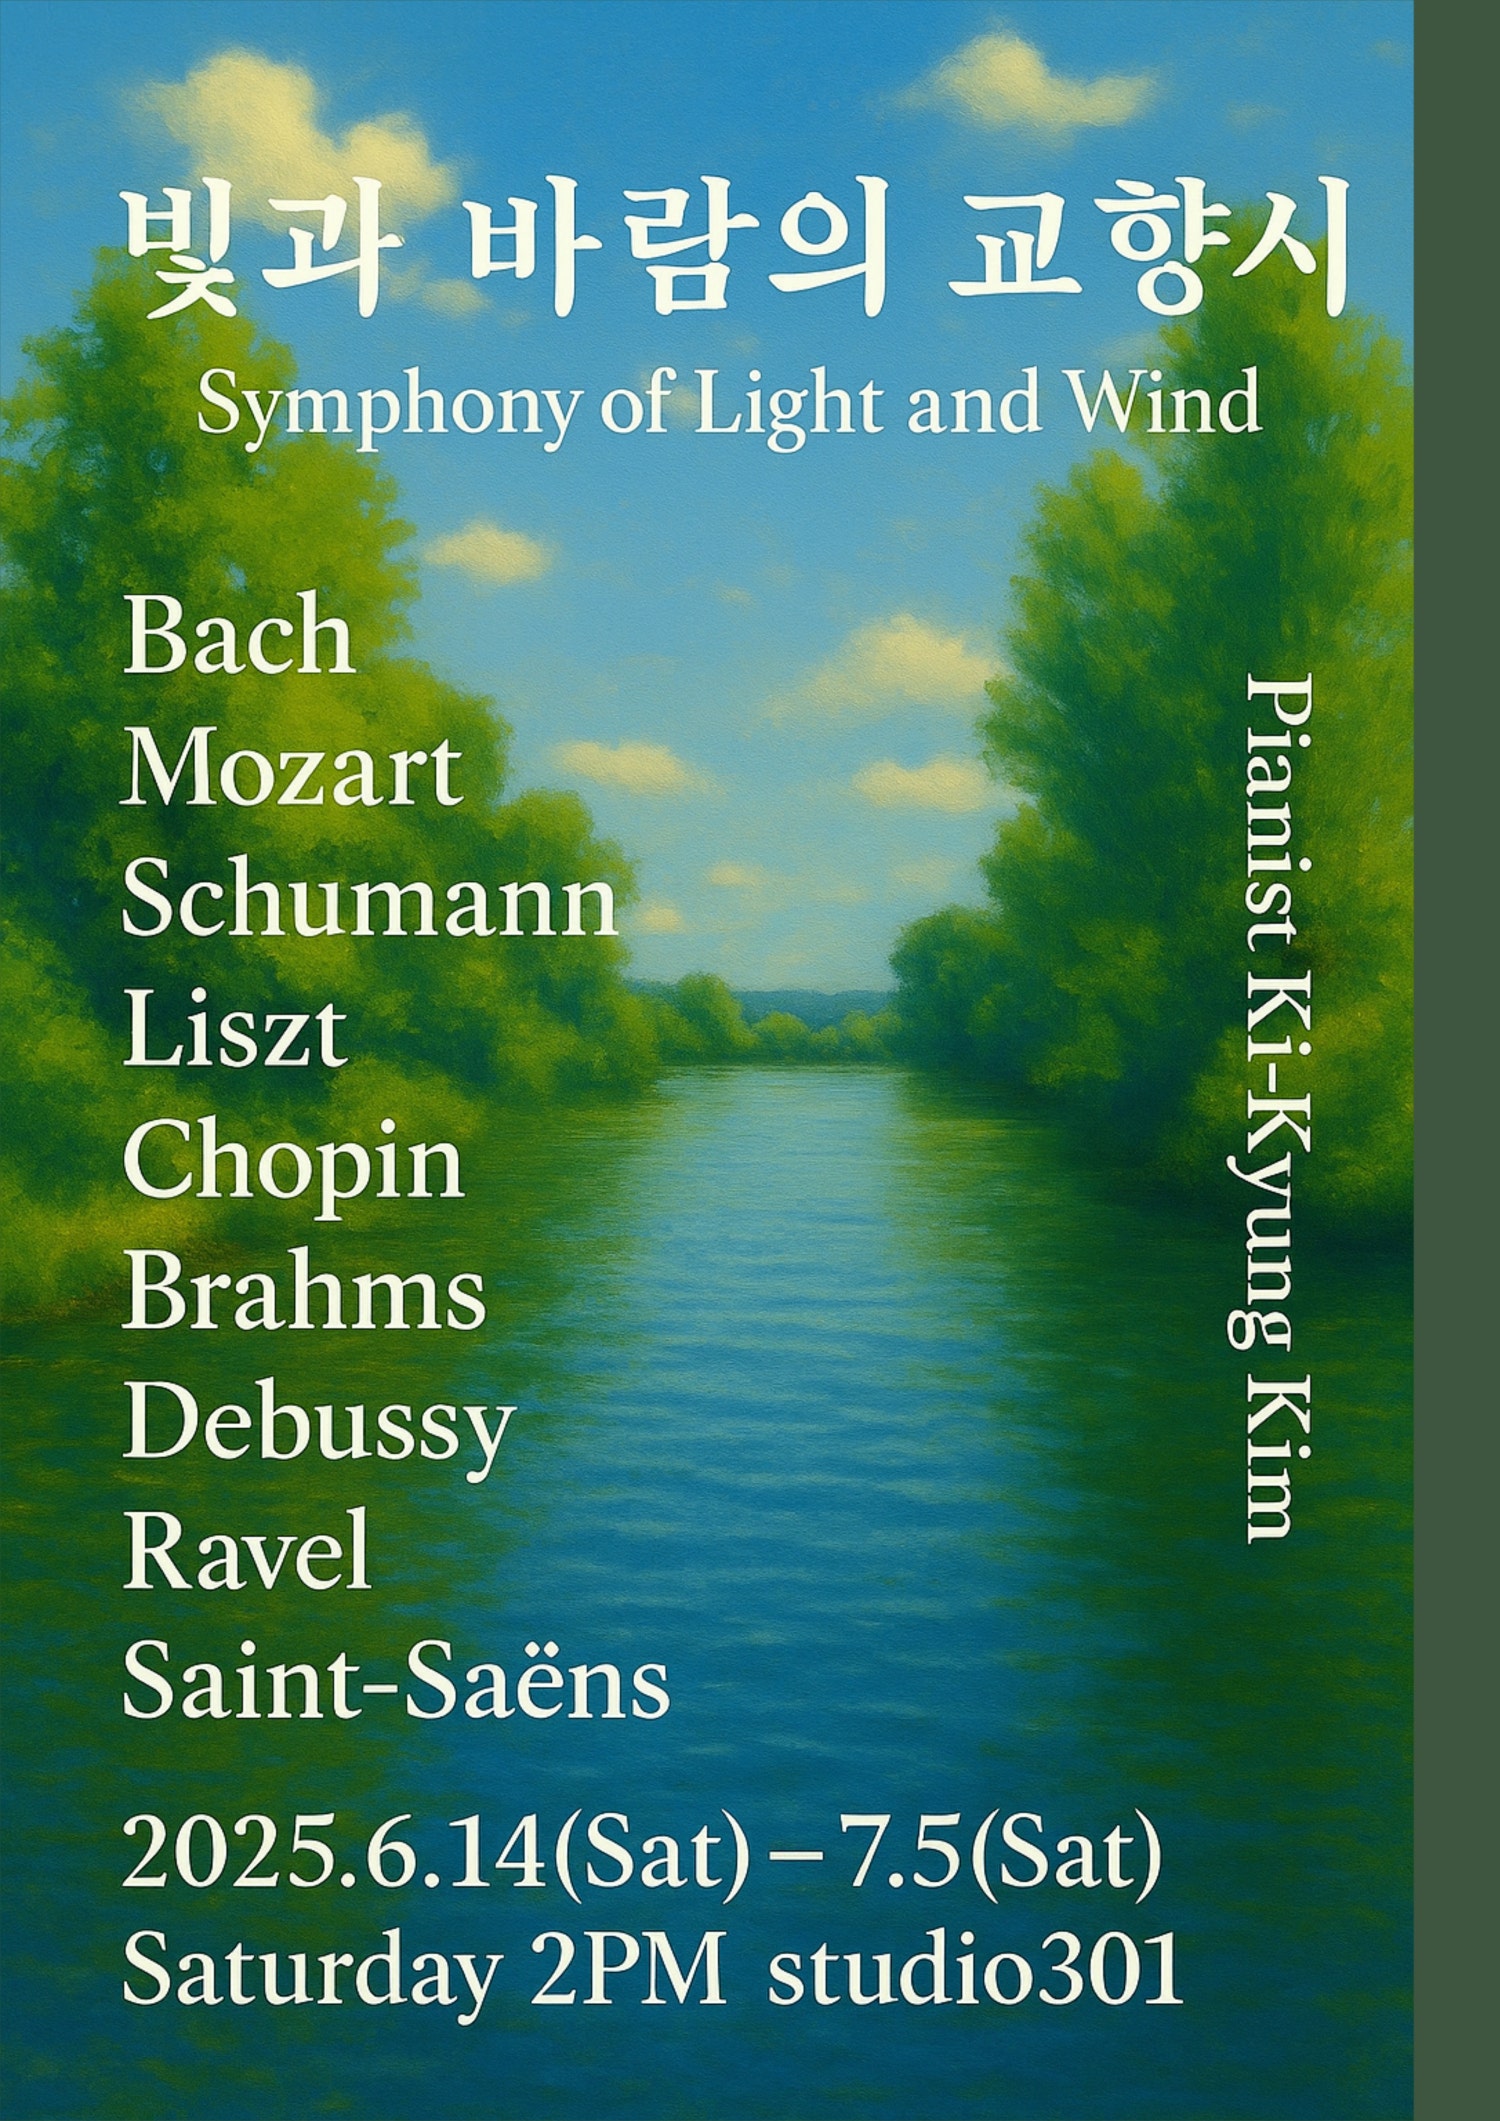 빛과 바람의 교향시
Symphony of Light and Wind
Bach
Mozart
Schumann
Liszt
Chopin
Brahms
Debussy
Ravel
Saint-Saëns
Pianist Ki-Kyung Kim
2025.6.14(Sat) – 7.5(Sat)
Saturday 2PM studio301